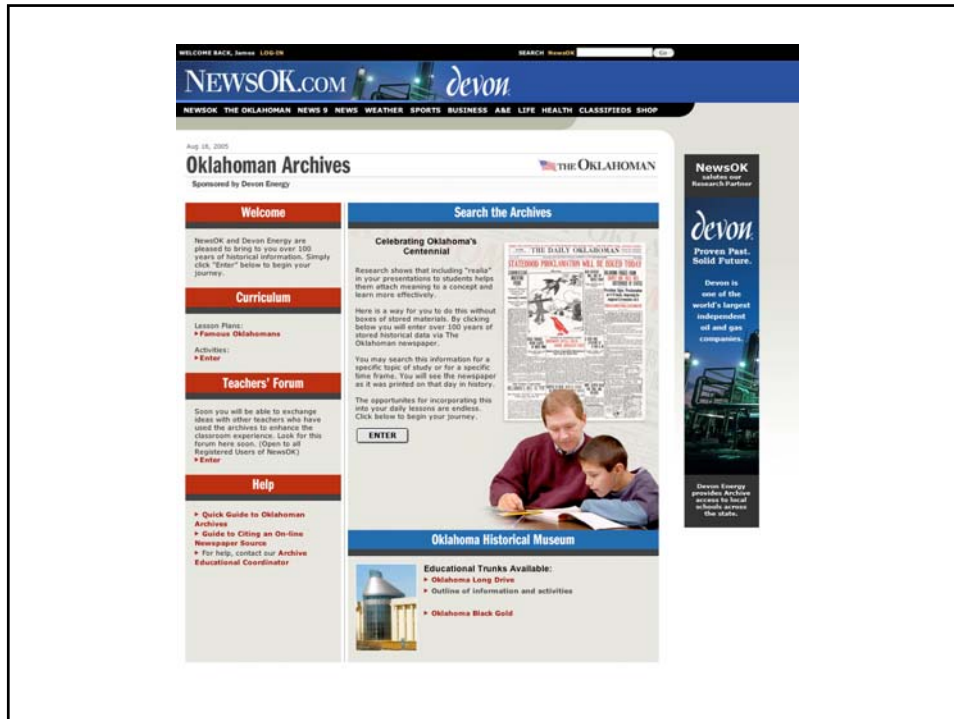 WELCOME BACK, James LOG-IN
SEARCH NewsOK Go
NEWSOK.COM devon
NEWSOK THE OKLAHOMAN NEWS 9 NEWS WEATHER SPORTS BUSINESS A&E LIFE HEALTH CLASSIFIEDS SHOP
Aug 16, 2005
Oklahoman Archives
THE OKLAHOMAN
Sponsored by Devon Energy
Welcome
NewsOK and Devon Energy are
pleased to bring to you over 100
years of historical information. Simply
click "Enter" below to begin your
journey.
Curriculum
Lesson Plans:
Famous Oklahomans
Activities:
Enter
Teachers' Forum
Soon you will be able to exchange
ideas with other teachers who have
used the archives to enhance the
classroom experience. Look for this
forum here soon. (Open to all
Registered Users of NewsOK)
Enter
Help
Quick Guide to Oklahoman
Archives
Guide to Citing an On-line
Newspaper Source
For help, contact our Archive
Educational Coordinator
Search the Archives
Celebrating Oklahoma's
Centennial
Research shows that including "realia"
in your presentations to students helps
them attach meaning to a concept and
learn more effectively.
Here is a way for you to do this without
boxes of stored materials. By clicking
below you will enter over 100 years of
stored historical data via The
Oklahoman newspaper.
You may search this information for a
specific topic of study or for a specific
time frame. You will see the newspaper
as it was printed on that day in history.
The opportunites for incorporating this
into your daily lessons are endless.
Click below to begin your journey.
ENTER
THE DAILY OKLAHOMAN
STATEHOOD PROCLAMATION WILL BE ISSUED TODAY
Oklahoma Historical Museum
Educational Trunks Available:
Oklahoma Long Drive
Outline of information and activities
Oklahoma Black Gold
NewsOK
salutes our
Research Partner
devon
Proven Past.
Solid Future.
Devon is
one of the
world's largest
independent
oil and gas
companies.
Devon Energy
provides Archive
access to local
schools across
the state.